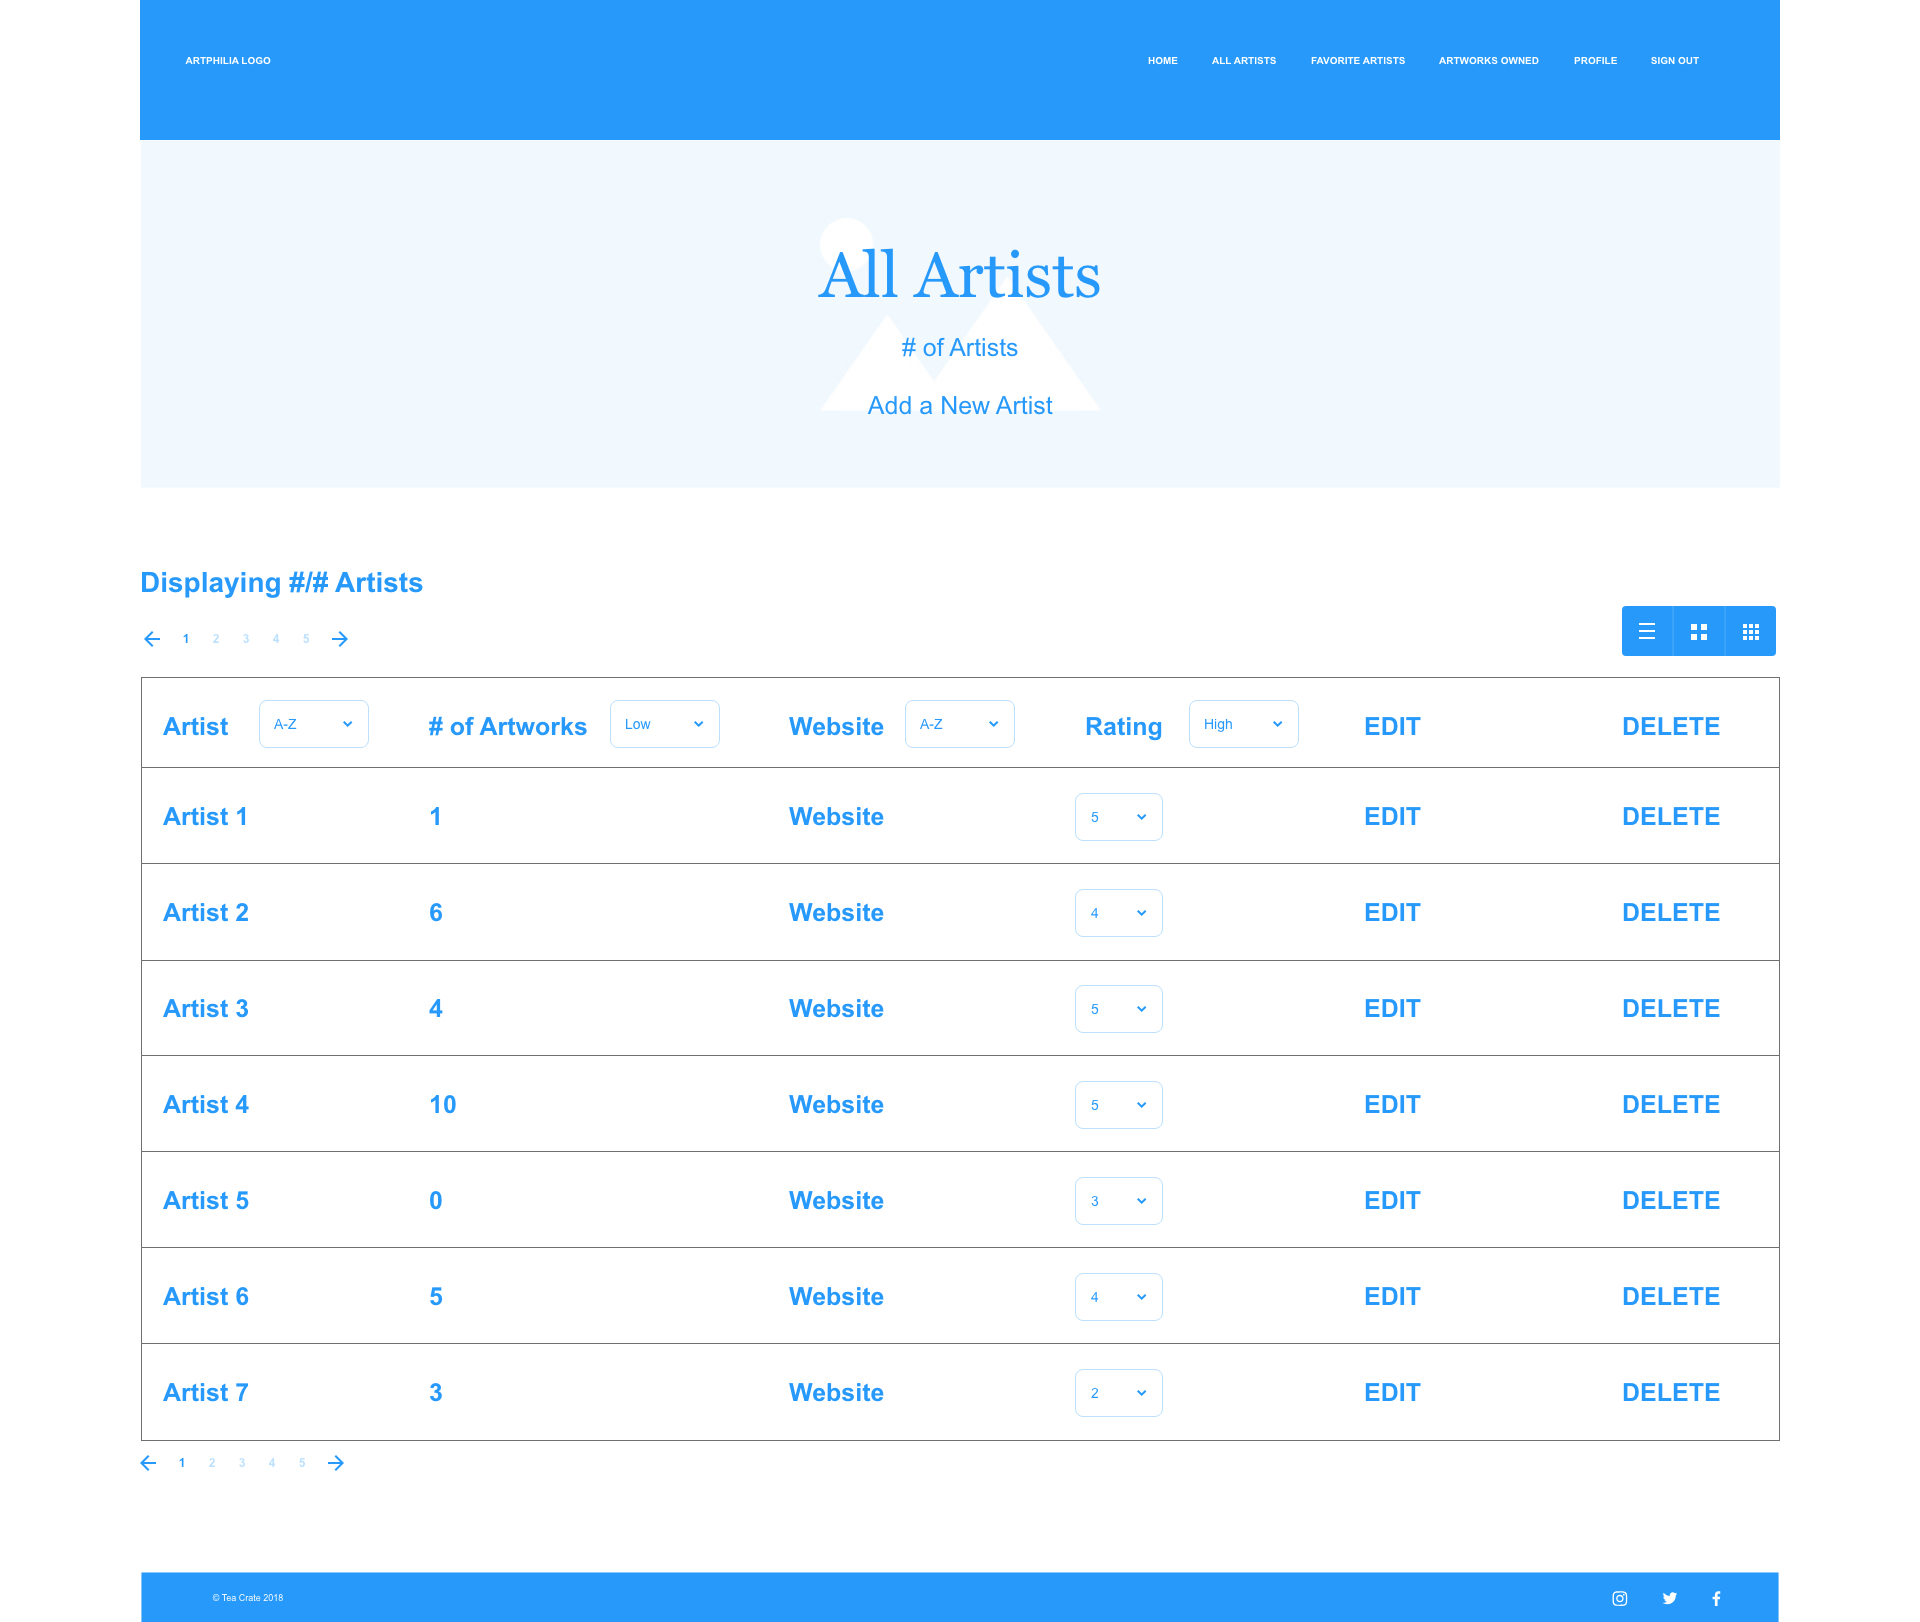 ARTPHILIA LOGO HOME ALL ARTISTS FAVORITE ARTISTS ARTWORKS OWNED PROFILE SIGN OUT
All Artists
# of Artists
Add a New Artist
Displaying #/# Artists
1 2 3 4 5
Artist A-Z # of Artworks Low Website A-Z Rating High EDIT DELETE
Artist 1 1 Website 5 EDIT DELETE
Artist 2 6 Website 4 EDIT DELETE
Artist 3 4 Website 5 EDIT DELETE
Artist 4 10 Website 5 EDIT DELETE
Artist 5 0 Website 3 EDIT DELETE
Artist 6 5 Website 4 EDIT DELETE
Artist 7 3 Website 2 EDIT DELETE
1 2 3 4 5
© Tea Crate 2018